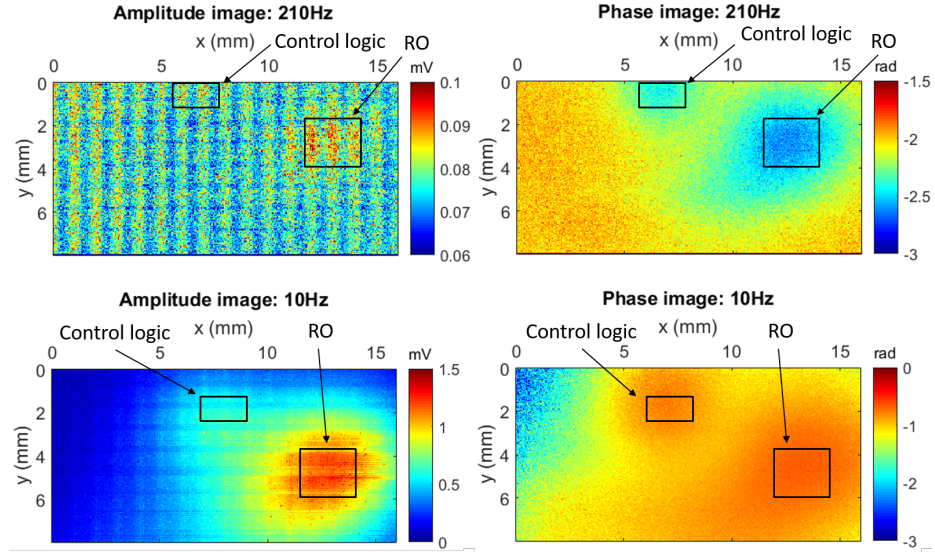 Amplitude image: 210Hz
x (mm)
Control logic
RO
0 5 10 15
mV
y (mm)
0
2
4
6
0.1
0.09
0.08
0.07
0.06
Phase image: 210Hz
x (mm)
Control logic
RO
0 5 10 15
rad
y (mm)
0
2
4
6
-1.5
-2
-2.5
-3
Amplitude image: 10Hz
Control logic
x (mm)
RO
0 5 10 15
mV
y (mm)
0
2
4
6
1.5
1
0.5
0
Phase image: 10Hz
Control logic
x (mm)
RO
0 5 10 15
rad
y (mm)
0
2
4
6
0
-1
-2
-3